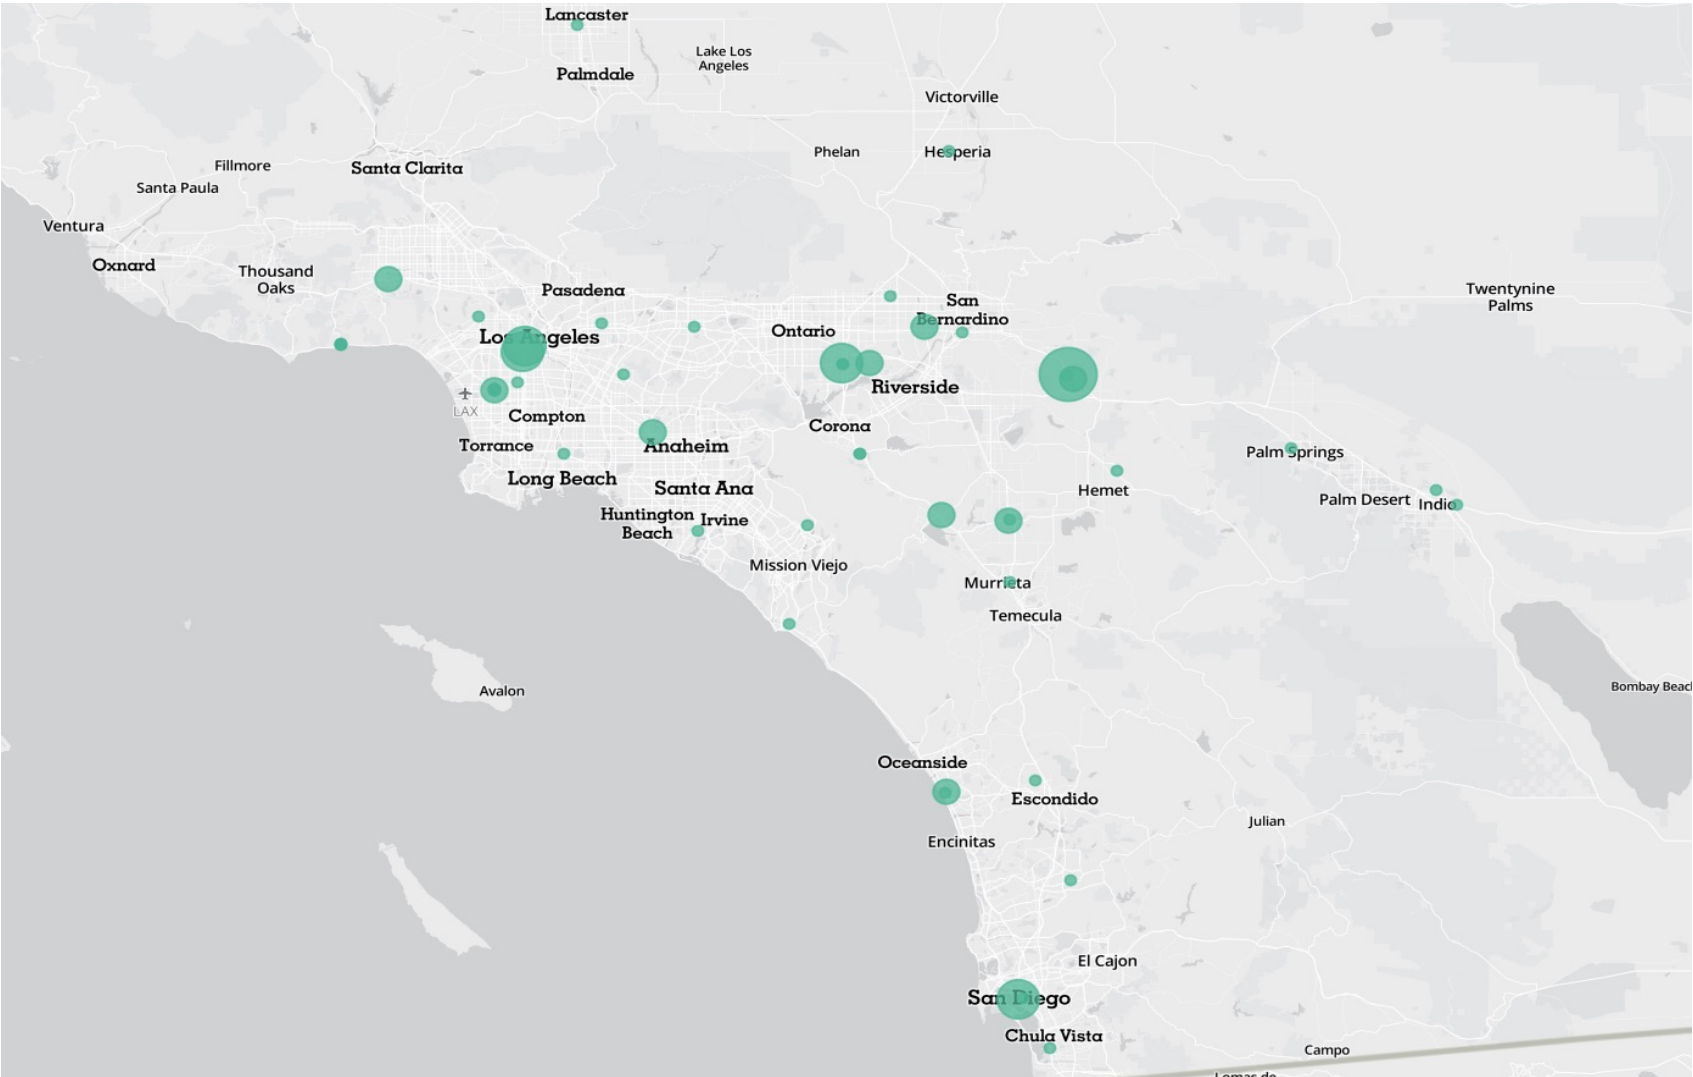 Lancaster
Lake Los
Angeles
Palmdale
Victorville
Phelan
Hesperia
Fillmore
Santa Clarita
Santa Paula
Ventura
Oxnard
Thousand
Oaks
Pasadena
San
Bernardino
Twentynine
Palms
Los Angeles
Ontario
Riverside
LAX
Compton
Corona
Torrance
Anaheim
Palm Springs
Long Beach
Santa Ana
Hemet
Palm Desert
Indio
Huntington
Beach
Irvine
Mission Viejo
Murrieta
Temecula
Avalon
Bombay Beac
Oceanside
Escondido
Julian
Encinitas
El Cajon
San Diego
Chula Vista
Campo
Lomas de